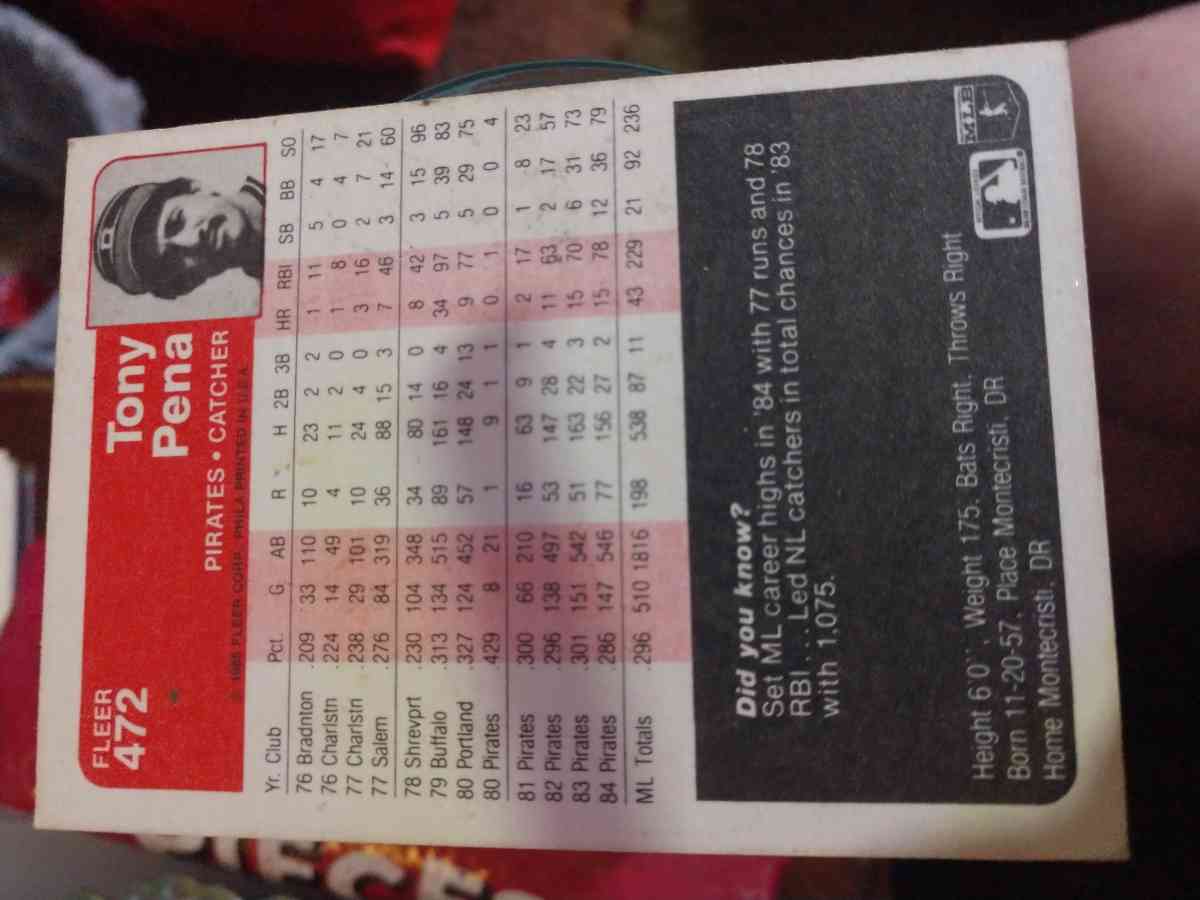 FLEER
472
Tony
Pena
PIRATES • CATCHER
© 1985 FLEER CORP. PHILA PRINTED IN U.S.A.
Yr. Club Pct. G AB R H 2B 3B HR RBI SB BB SO
76 Bradnton .209 33 110 10 23 2 2 1 11 5 4 17
76 Charlstn .224 14 49 4 11 2 0 1 8 0 4 7
77 Charlstn .238 29 101 10 24 4 0 3 16 2 7 21
77 Salem .276 84 319 36 88 15 3 7 46 3 14 60
78 Shrevprt .230 104 348 34 80 14 0 8 42 3 15 96
79 Buffalo .313 134 515 89 161 16 4 34 97 5 39 83
80 Portland .327 124 452 57 148 24 13 9 77 5 29 75
80 Pirates .429 8 21 1 9 1 1 0 1 0 0 4
81 Pirates .300 66 210 16 63 9 1 2 17 1 8 23
82 Pirates .296 138 497 53 147 28 4 11 63 2 17 57
83 Pirates .301 151 542 51 163 22 3 15 70 6 31 73
84 Pirates .286 147 546 77 156 27 2 15 78 12 36 79
ML Totals .296 510 1816 198 538 87 11 43 229 21 92 236
Did you know?
Set ML career highs in '84 with 77 runs and 78
RBI . . . Led NL catchers in total chances in '83
with 1,075.
Height 6'0", Weight 175. Bats Right. Throws Right
Born 11-20-57, Place Montecristi, DR
Home Montecristi, DR
MLB